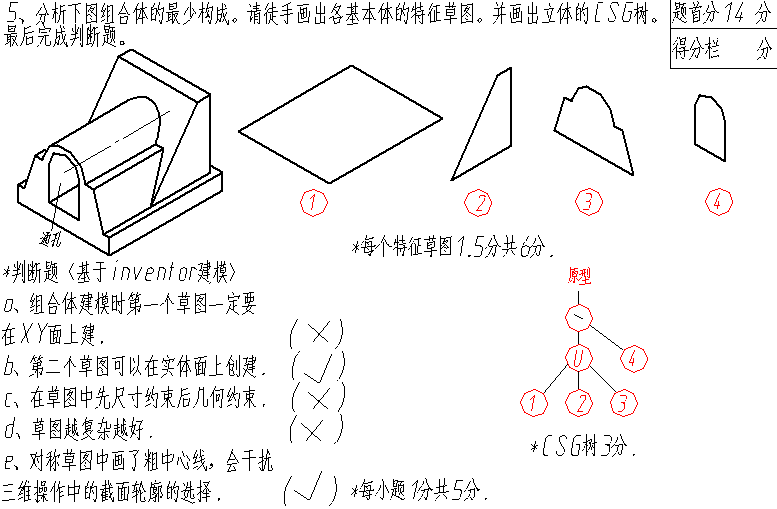 5、分析下图组合体的最少构成。请徒手画出各基本体的特征草图。并画出立体的CSG树。
最后完成判断题。
题首分14 分
得分栏 分
通孔
1
2
3
4
*每个特征草图1.5分共6分.
*判断题〈基于inventor建模〉
a、组合体建模时第一个草图一定要
在XY面上建. (×)
b、第二个草图可以在实体面上创建. (√)
c、在草图中先尺寸约束后几何约束. (×)
d、草图越复杂越好. (×)
e、对称草图中画了粗中心线，会干扰
三维操作中的截面轮廓的选择. (√)
*每小题1分共5分.
原型
-
U
4
1
2
3
*CSG树3分.